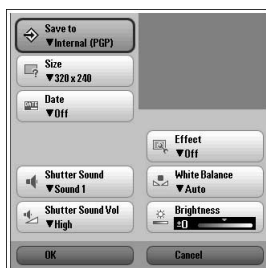 Save to
▼Internal (PGP)
Size
▼320 x 240
Date
▼Off
Effect
▼Off
Shutter Sound
▼Sound 1
White Balance
▼Auto
Shutter Sound Vol
▼High
Brightness
±0
OK
Cancel